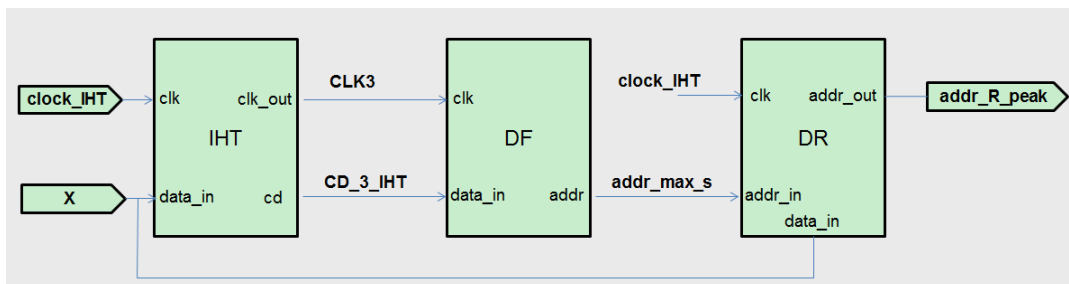 clock_IHT
clk
clk_out
CLK3
clk
clock_IHT
clk
addr_out
addr_R_peak
IHT
DF
DR
X
data_in
cd
CD_3_IHT
data_in
addr
addr_max_s
addr_in
data_in